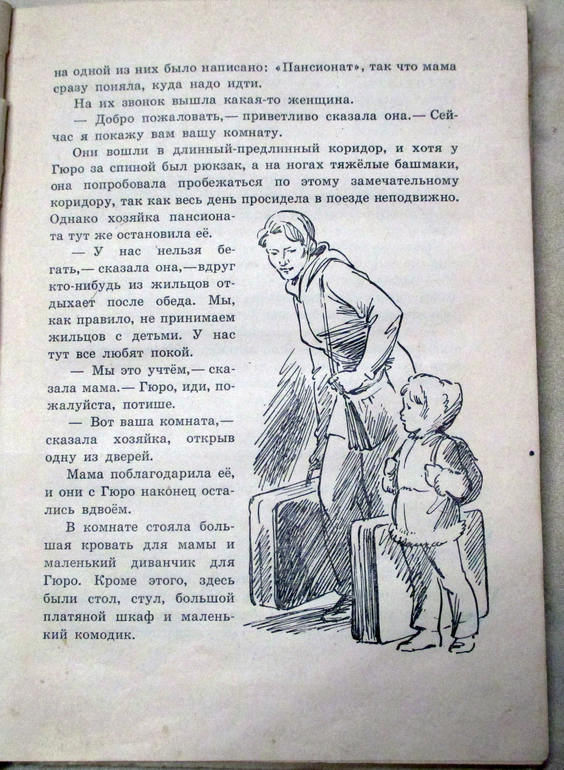 на одной из них было написано: «Пансионат», так что мама
сразу поняла, куда надо идти.
На их звонок вышла какая-то женщина.
— Добро пожаловать,— приветливо сказала она.— Сей-
час я покажу вам вашу комнату.
Они вошли в длинный-предлинный коридор, и хотя у
Гюро за спиной был рюкзак, а на ногах тяжёлые башмаки,
она попробовала пробежаться по этому замечательному
коридору, так как весь день просидела в поезде неподвижно.
Однако хозяйка пансиона-
та тут же остановила её.
— У нас нельзя бе-
гать,— сказала она,—вдруг
кто-нибудь из жильцов от-
дыхает после обеда. Мы,
как правило, не принимаем
жильцов с детьми. У нас
тут все любят покой.
— Мы это учтём,— ска-
зала мама.— Гюро, иди, по-
жалуйста, потише.
— Вот ваша комната,—
сказала хозяйка, открыв
одну из дверей.
Мама поблагодарила её,
и они с Гюро наконец оста-
лись вдвоём.
В комнате стояла боль-
шая кровать для мамы и
маленький диванчик для
Гюро. Кроме этого, здесь
были стол, стул, большой
платяной шкаф и малень-
кий комодик.